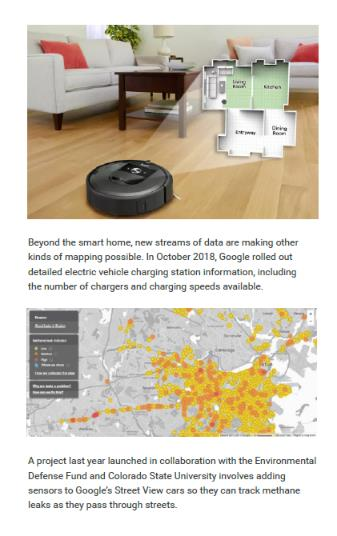 Living
Room
Kitchen
Entryway
Dining
Room
Beyond the smart home, new streams of data are making other
kinds of mapping possible. In October 2018, Google rolled out
detailed electric vehicle charging station information, including
the number of chargers and charging speeds available.
Cambridge
A project last year launched in collaboration with the Environmental
Defense Fund and Colorado State University involves adding
sensors to Google's Street View cars so they can track methane
leaks as they pass through streets.